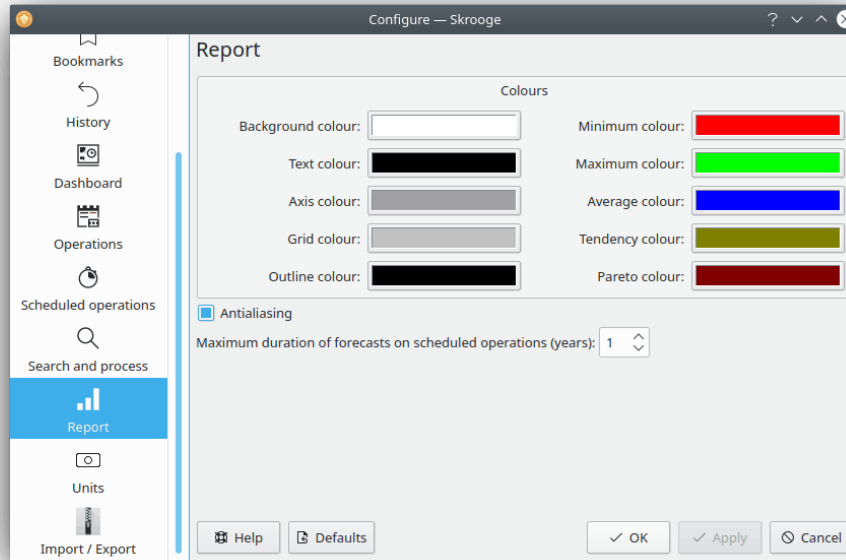 Configure — Skrooge
Bookmarks
History
Dashboard
Operations
Scheduled operations
Search and process
Report
Units
Import / Export
Report
Colours
Background colour:
Minimum colour:
Text colour:
Maximum colour:
Axis colour:
Average colour:
Grid colour:
Tendency colour:
Outline colour:
Pareto colour:
Antialiasing
Maximum duration of forecasts on scheduled operations (years): 1
Help
Defaults
OK
Apply
Cancel